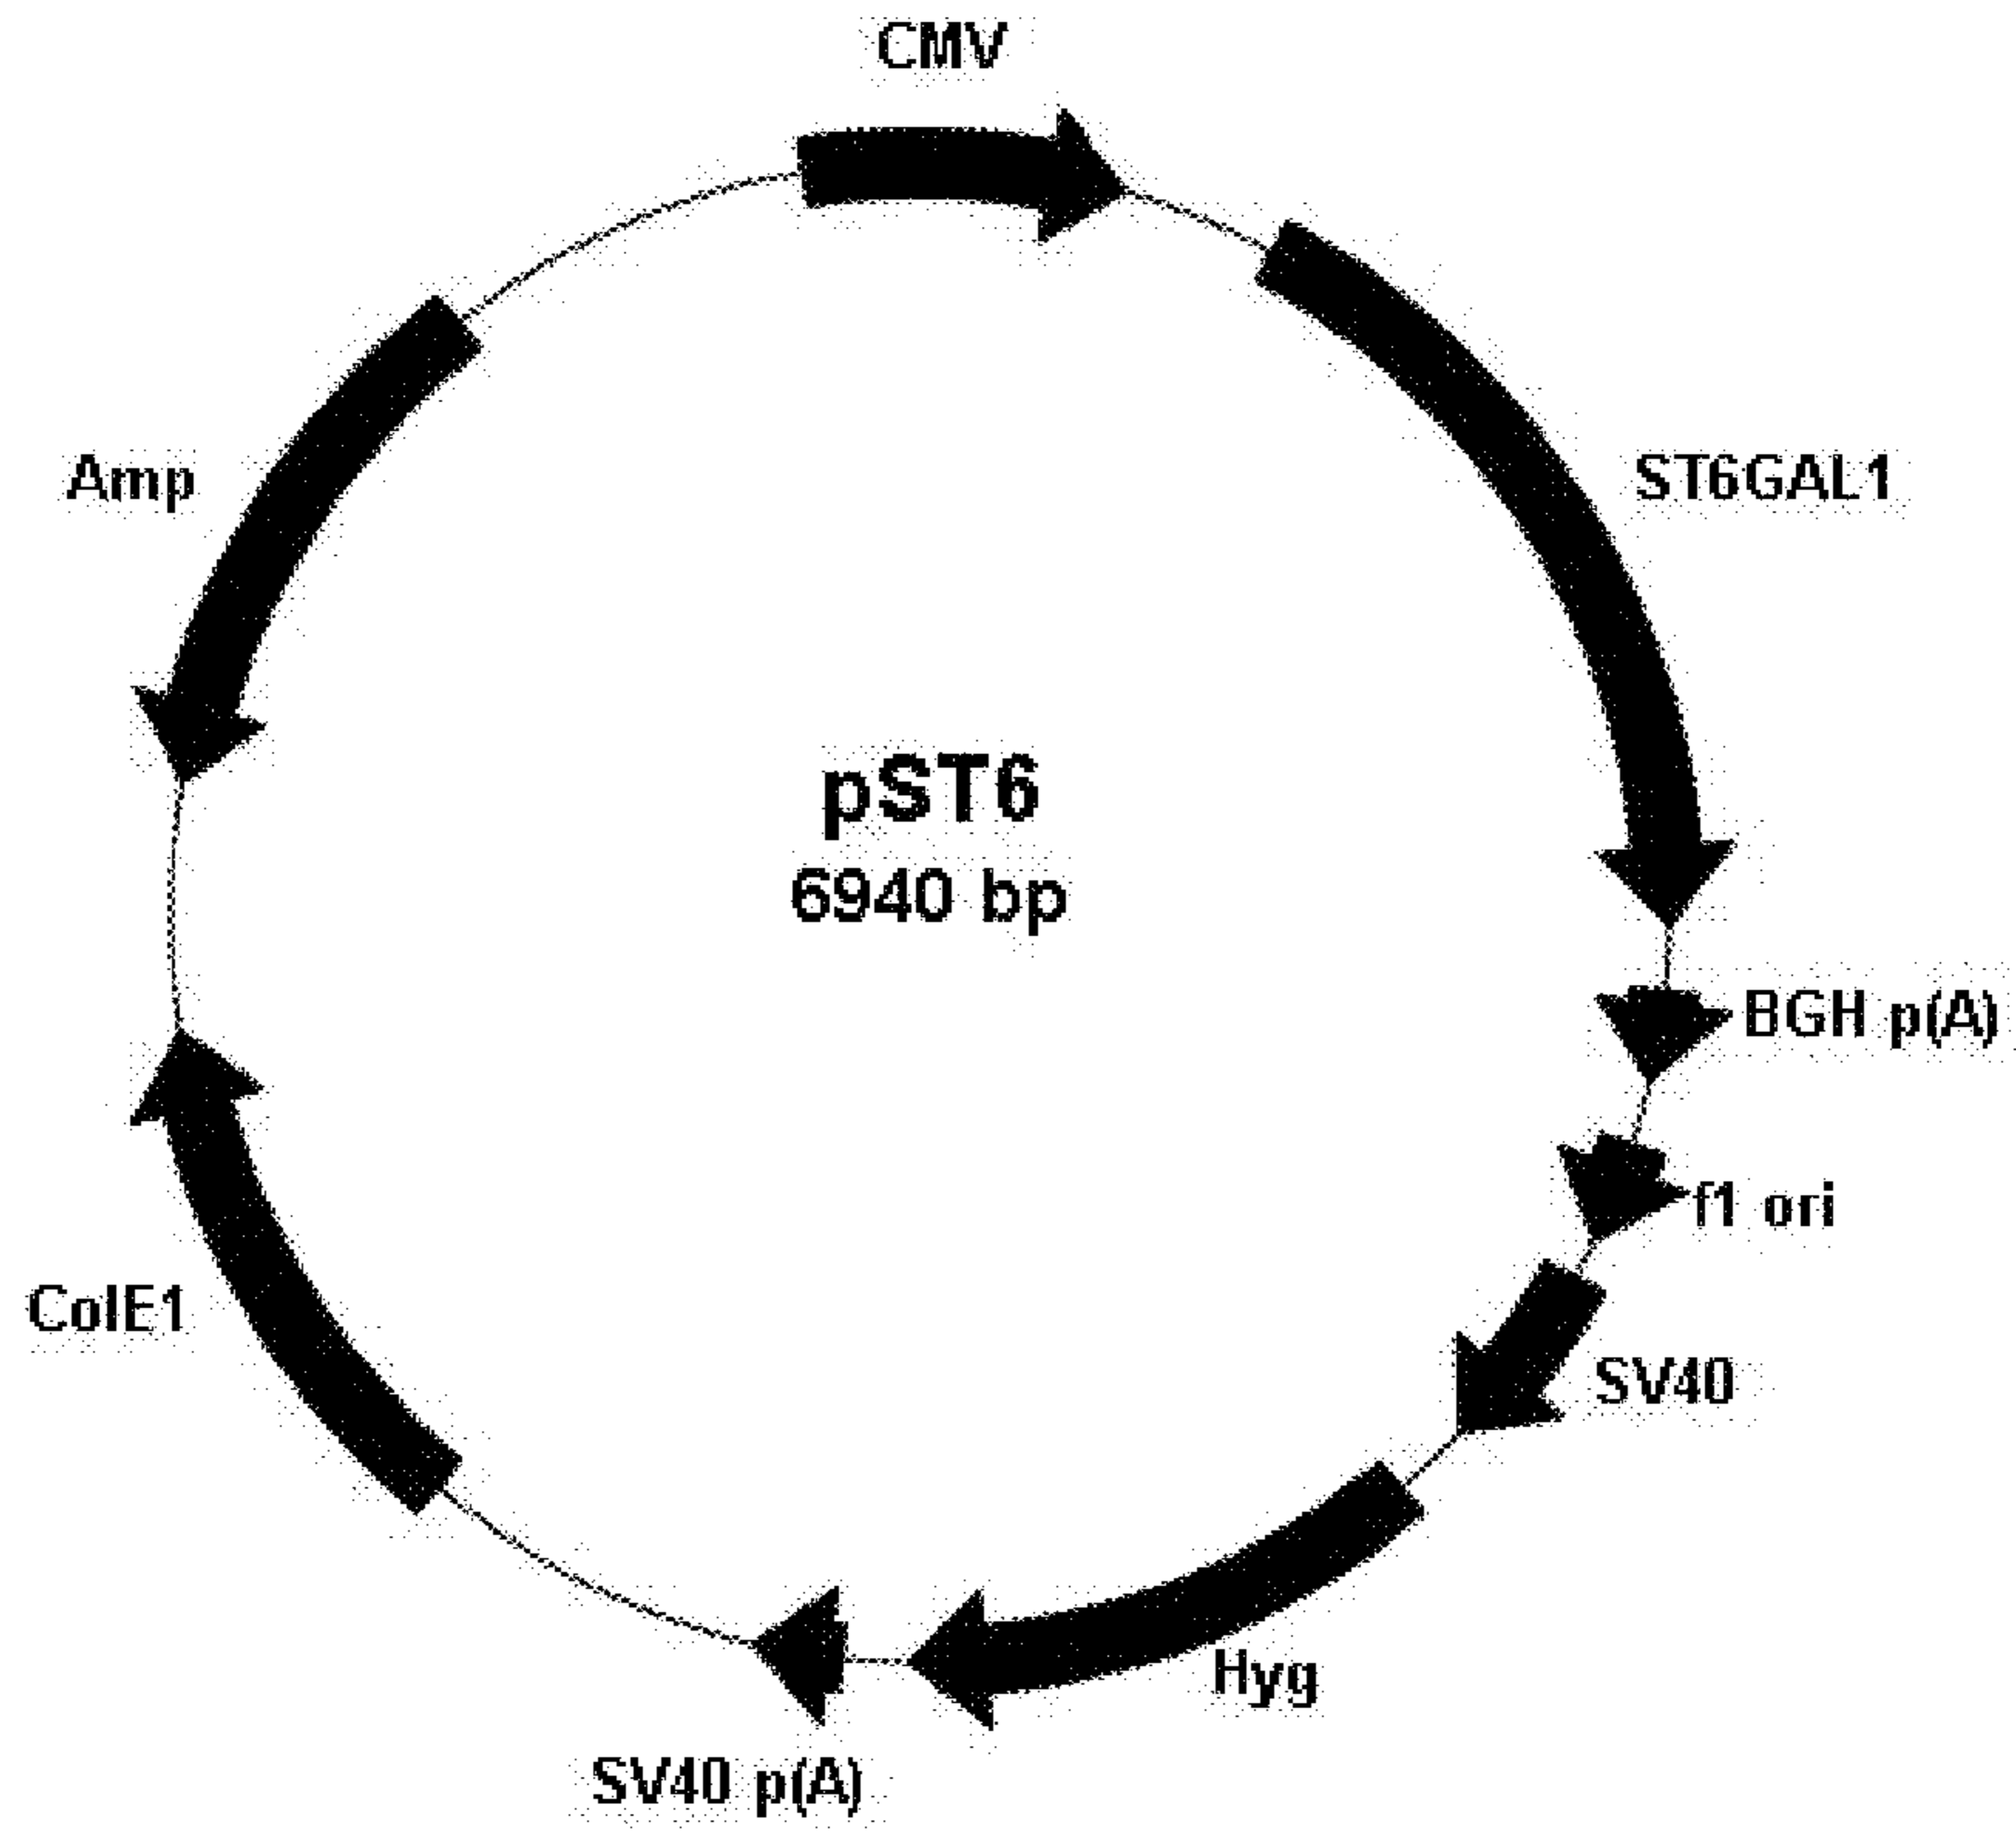 CMV
Amp
ST6GAL1
pST6
6940 bp
BGH p(A)
f1 ori
ColE1
SV40
Hyg
SV40 p(A)